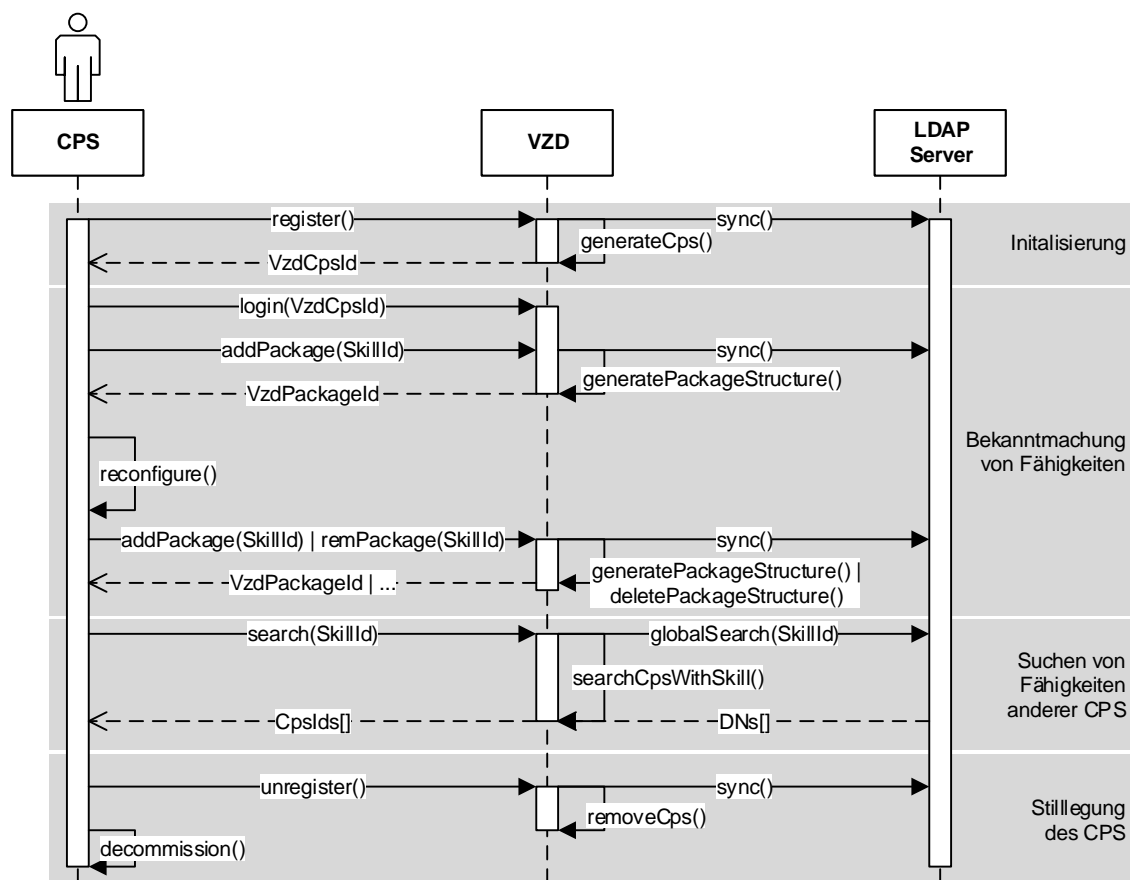 CPS
VZD
LDAP
Server
register()
sync()
generateCps()
VzdCpsId
Initalisierung
login(VzdCpsId)
addPackage(SkillId)
sync()
generatePackageStructure()
VzdPackageId
reconfigure()
Bekanntmachung
von Fähigkeiten
addPackage(SkillId) | remPackage(SkillId)
sync()
generatePackageStructure() |
deletePackageStructure()
VzdPackageId | ...
search(SkillId)
globalSearch(SkillId)
searchCpsWithSkill()
CpsIds[]
DNs[]
Suchen von
Fähigkeiten
anderer CPS
unregister()
sync()
removeCps()
decommission()
Stilllegung
des CPS